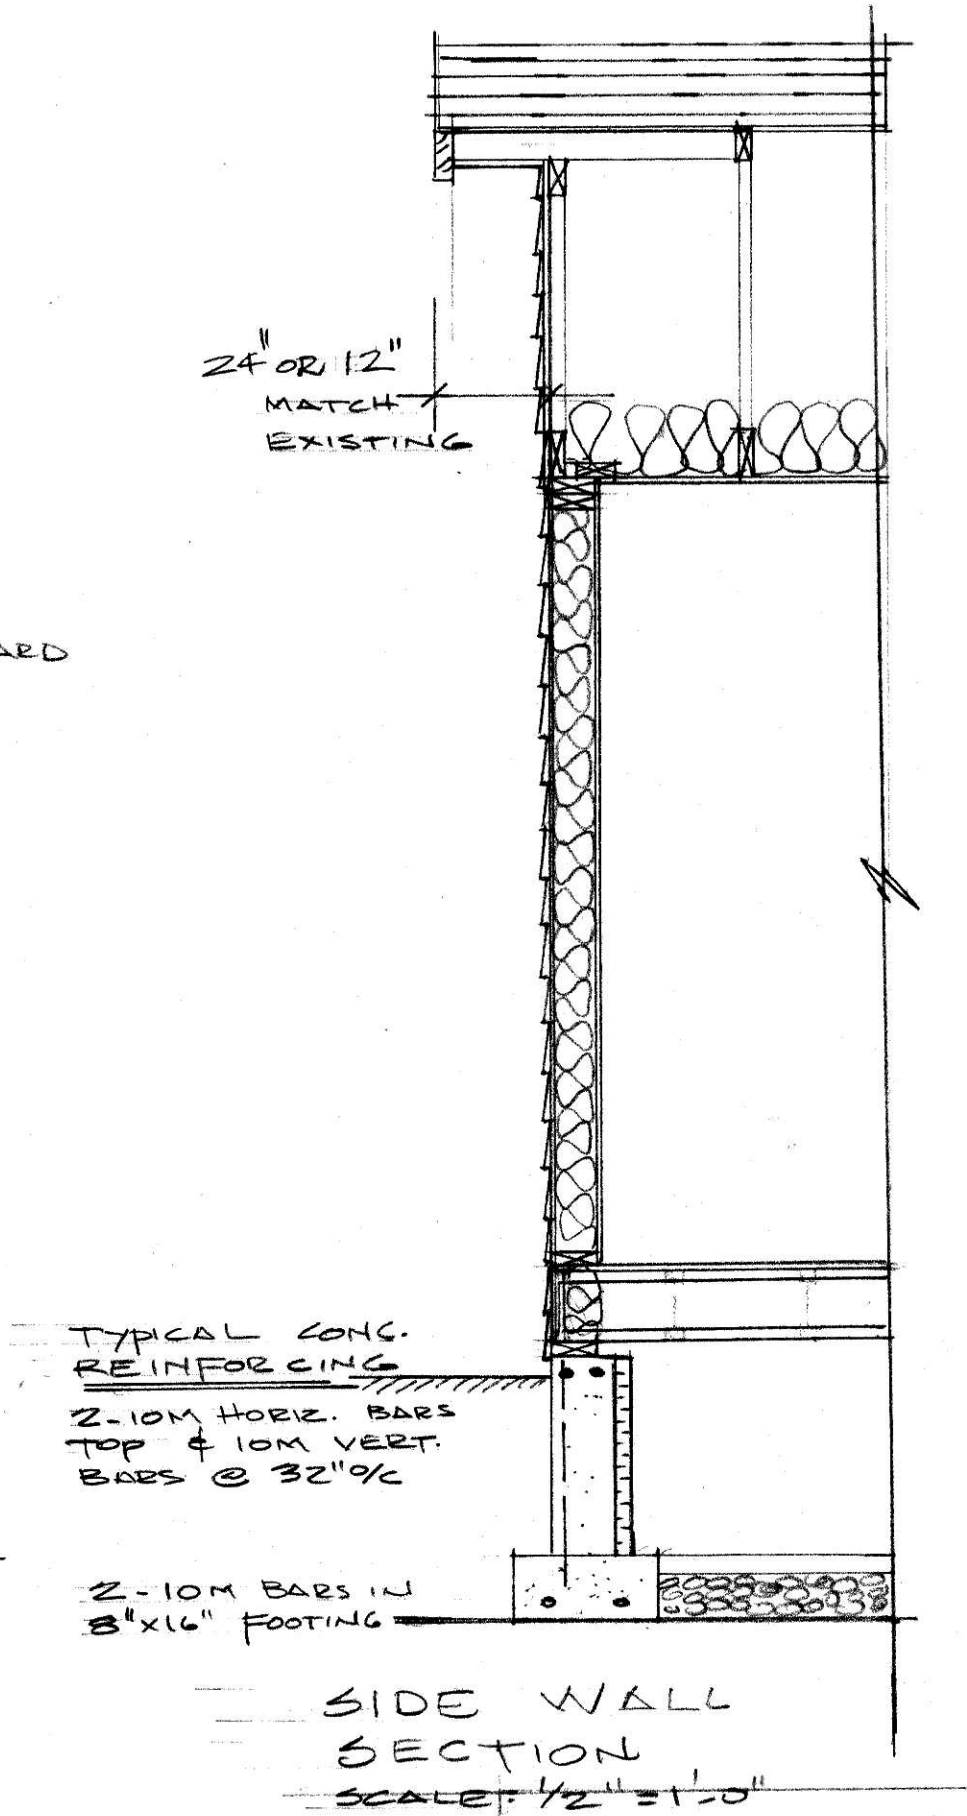 24" OR 12"
MATCH
EXISTING
ARD
TYPICAL CONC.
REINFORCING
2-10M HORIZ. BARS
TOP & 10M VERT.
BARS @ 32" O/C
2-10M BARS IN
8"X16" FOOTING
SIDE WALL
SECTION
SCALE: 1/2" = 1'-0"